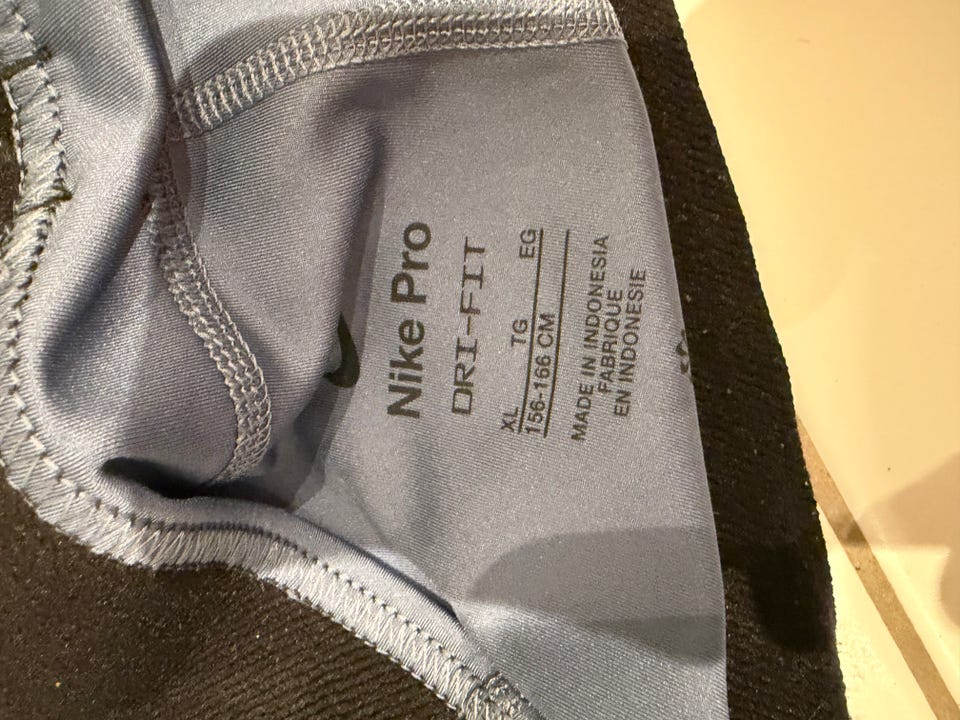 Nike Pro
DRI-FIT
XL TG EG
156-166 CM
MADE IN INDONESIA
FABRIQUE
EN INDONESIE